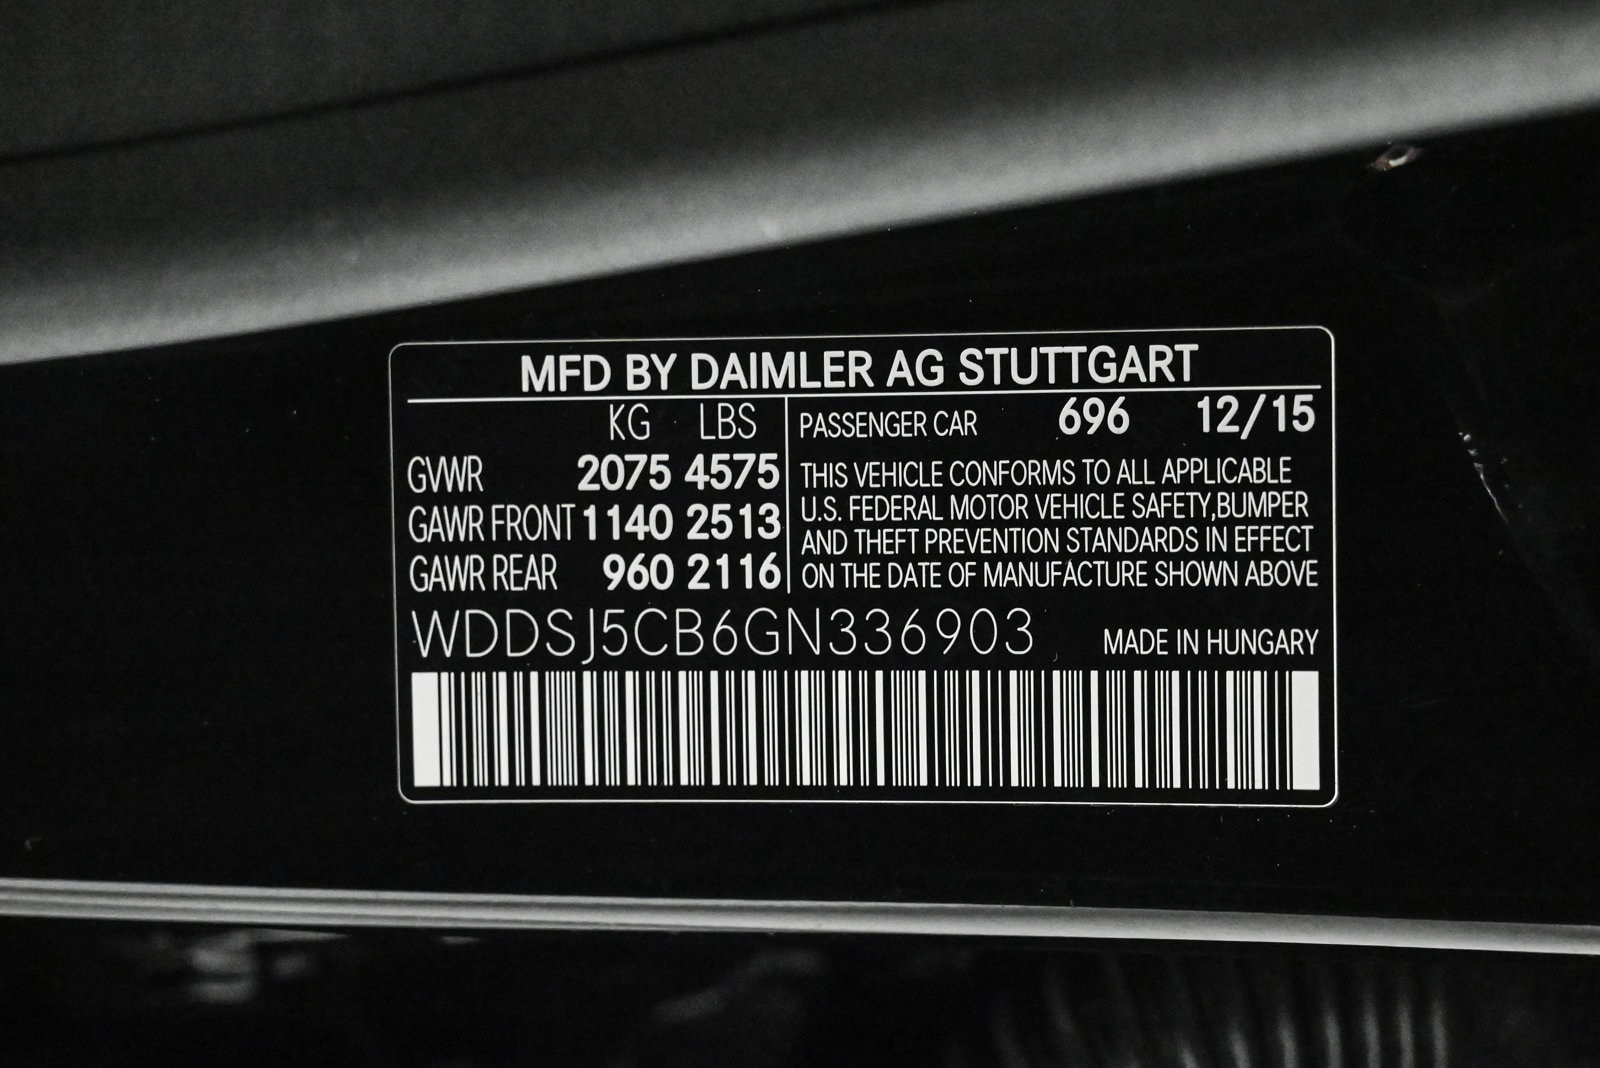 MFD BY DAIMLER AG STUTTGART
KG LBS
GVWR 2075 4575
GAWR FRONT 1140 2513
GAWR REAR 960 2116
PASSENGER CAR 696 12/15
THIS VEHICLE CONFORMS TO ALL APPLICABLE
U.S. FEDERAL MOTOR VEHICLE SAFETY,BUMPER
AND THEFT PREVENTION STANDARDS IN EFFECT
ON THE DATE OF MANUFACTURE SHOWN ABOVE
WDDSJ5CB6GN336903 MADE IN HUNGARY